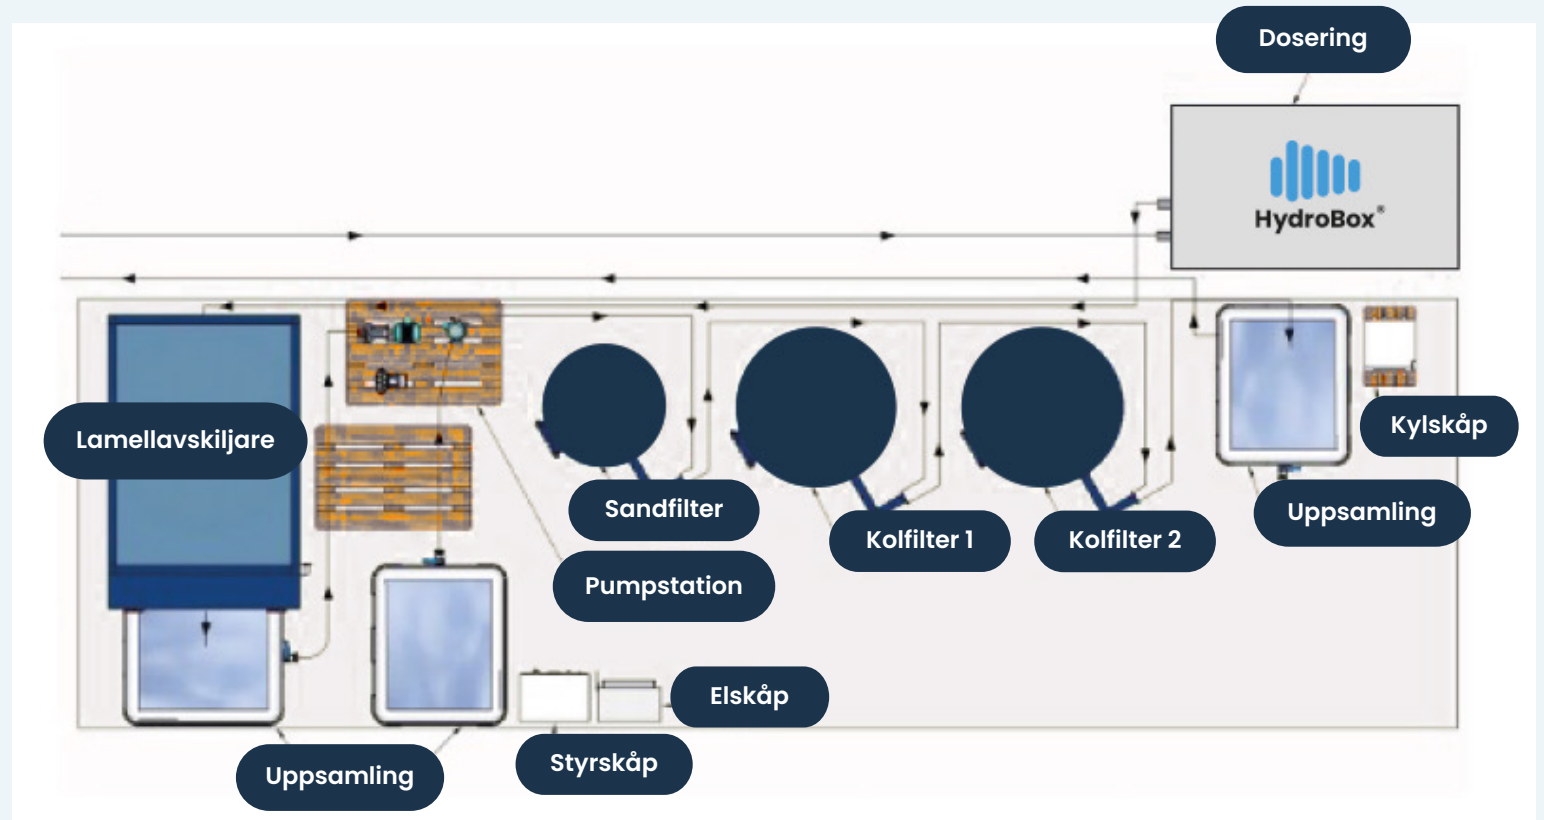 Dosering
HydroBox®
Lamellavskiljare
Kylskåp
Sandfilter
Uppsamling
Kolfilter 1
Kolfilter 2
Pumpstation
Elskåp
Styrskåp
Uppsamling